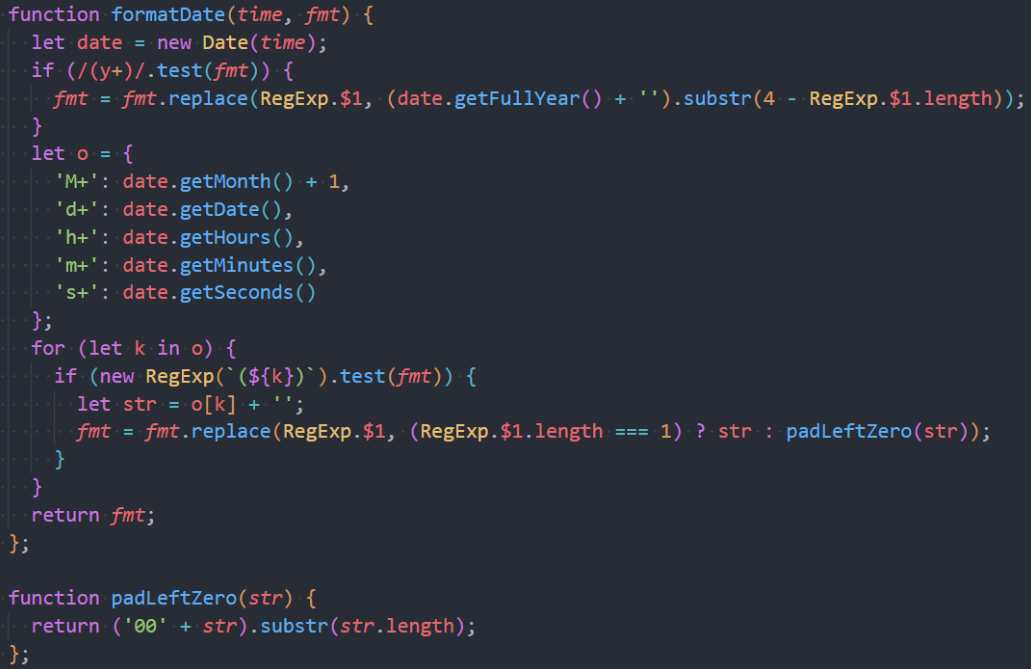 function formatDate(time, fmt) {
  let date = new Date(time);
  if (/(y+)/.test(fmt)) {
    fmt = fmt.replace(RegExp.$1, (date.getFullYear() + '').substr(4 - RegExp.$1.length));
  }
  let o = {
    'M+': date.getMonth() + 1,
    'd+': date.getDate(),
    'h+': date.getHours(),
    'm+': date.getMinutes(),
    's+': date.getSeconds()
  };
  for (let k in o) {
    if (new RegExp(`(${k})`).test(fmt)) {
      let str = o[k] + '';
      fmt = fmt.replace(RegExp.$1, (RegExp.$1.length === 1) ? str : padLeftZero(str));
    }
  }
  return fmt;
};

function padLeftZero(str) {
  return ('00' + str).substr(str.length);
};